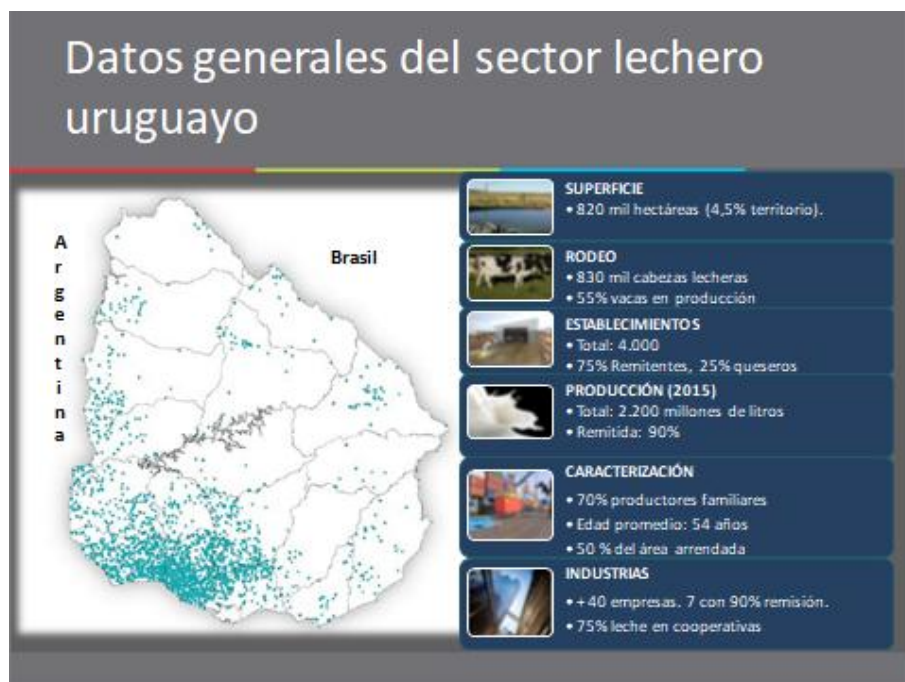 Datos generales del sector lechero
uruguayo
Argentina
Brasil
SUPERFICIE
• 820 mil hectáreas (4,5% territorio).
RODEO
• 830 mil cabezas lecheras
• 55% vacas en producción
ESTABLECIMIENTOS
• Total: 4.000
• 75% Remitentes, 25% queseros
PRODUCCIÓN (2015)
• Total: 2.200 millones de litros
• Remitida: 90%
CARACTERIZACIÓN
• 70% productores familiares
• Edad promedio: 54 años
• 50 % del área arrendada
INDUSTRIAS
• + 40 empresas. 7 con 90% remisión.
• 75% leche en cooperativas